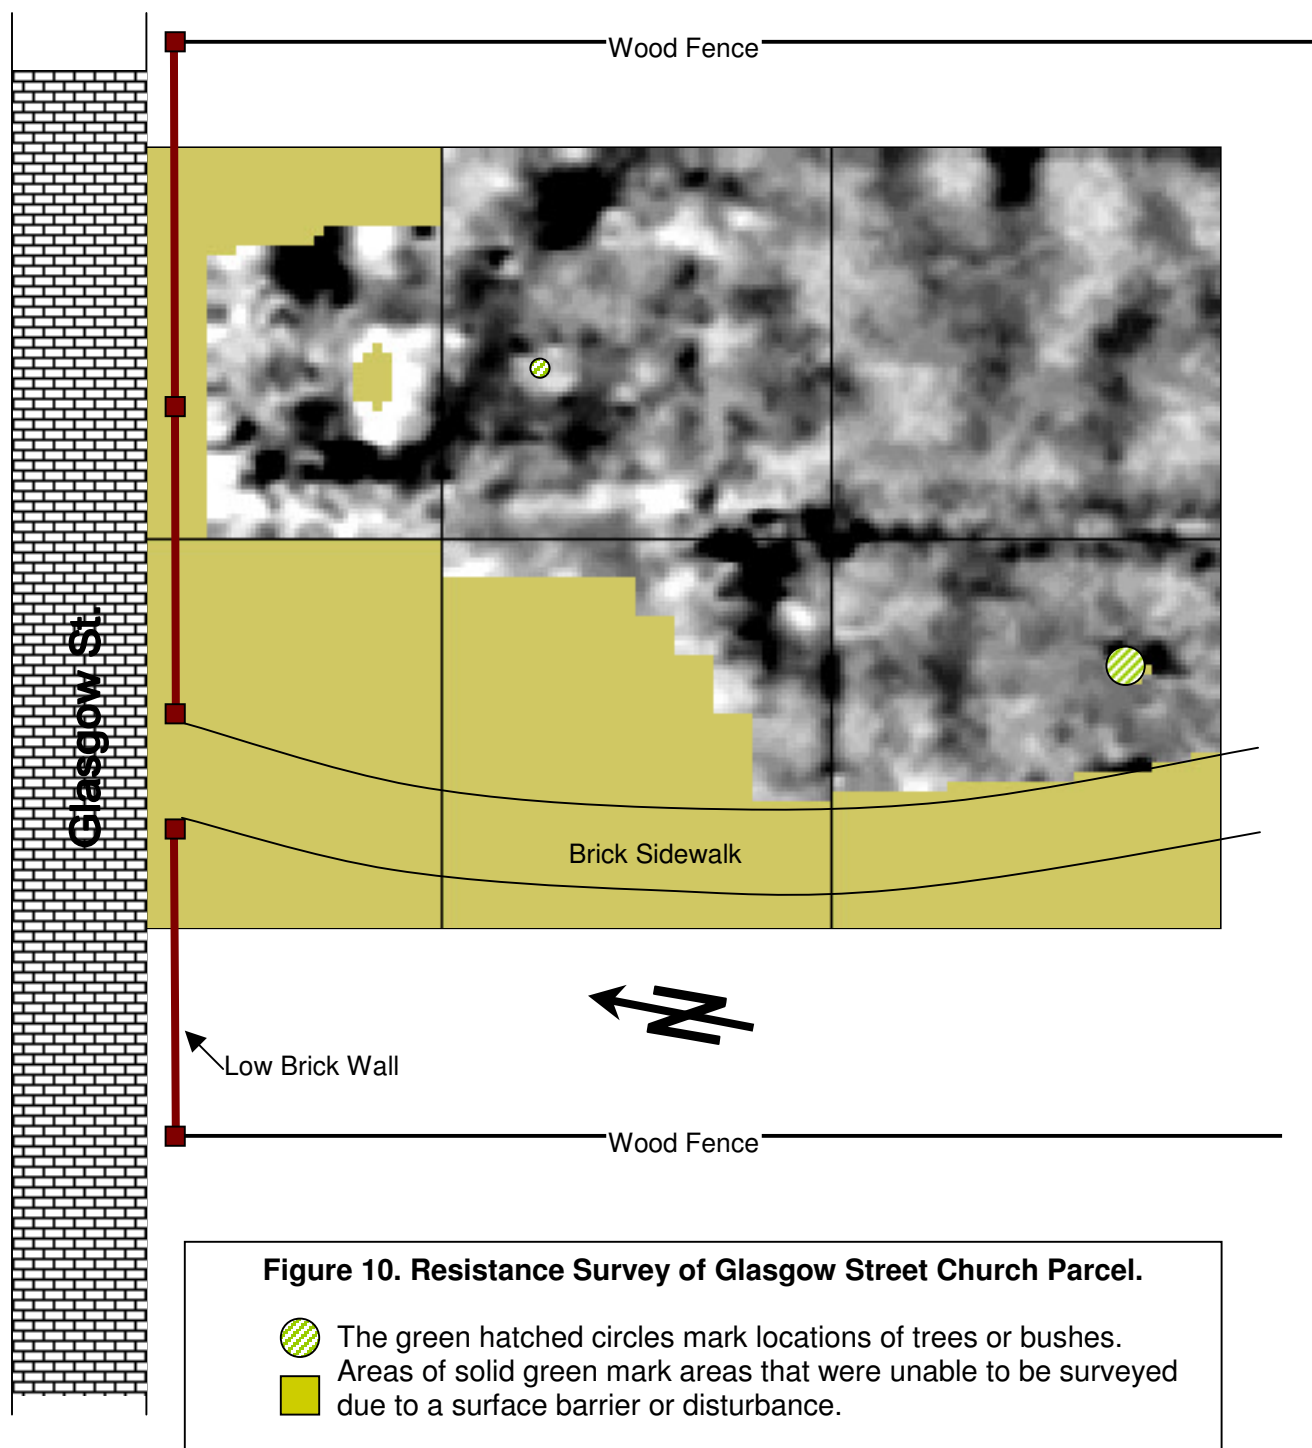 Wood Fence
Glasgow St.
Brick Sidewalk
N
Low Brick Wall
Wood Fence
Figure 10. Resistance Survey of Glasgow Street Church Parcel.
The green hatched circles mark locations of trees or bushes.
Areas of solid green mark areas that were unable to be surveyed
due to a surface barrier or disturbance.